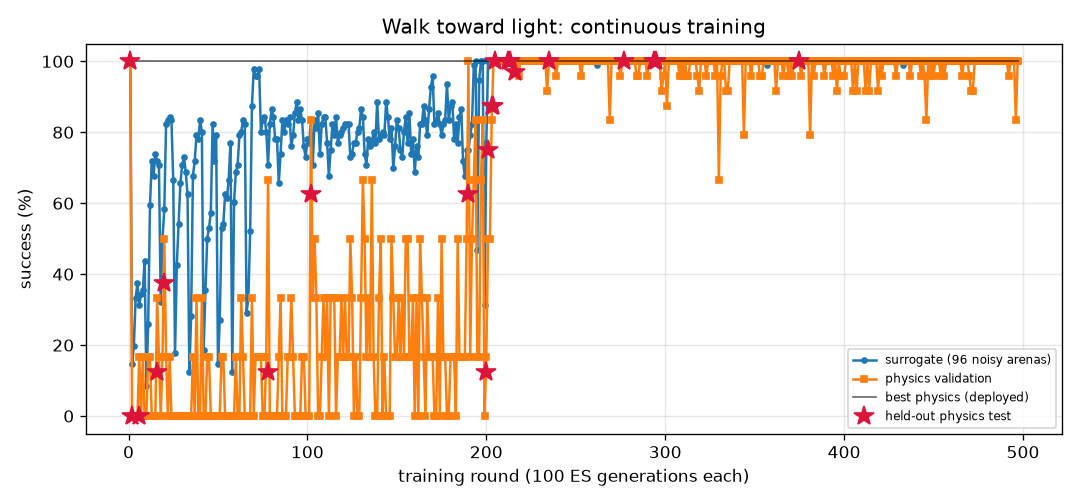 Walk toward light: continuous training
success (%)
100
80
60
40
20
0
surrogate (96 noisy arenas)
physics validation
best physics (deployed)
held-out physics test
0 100 200 300 400 500
training round (100 ES generations each)